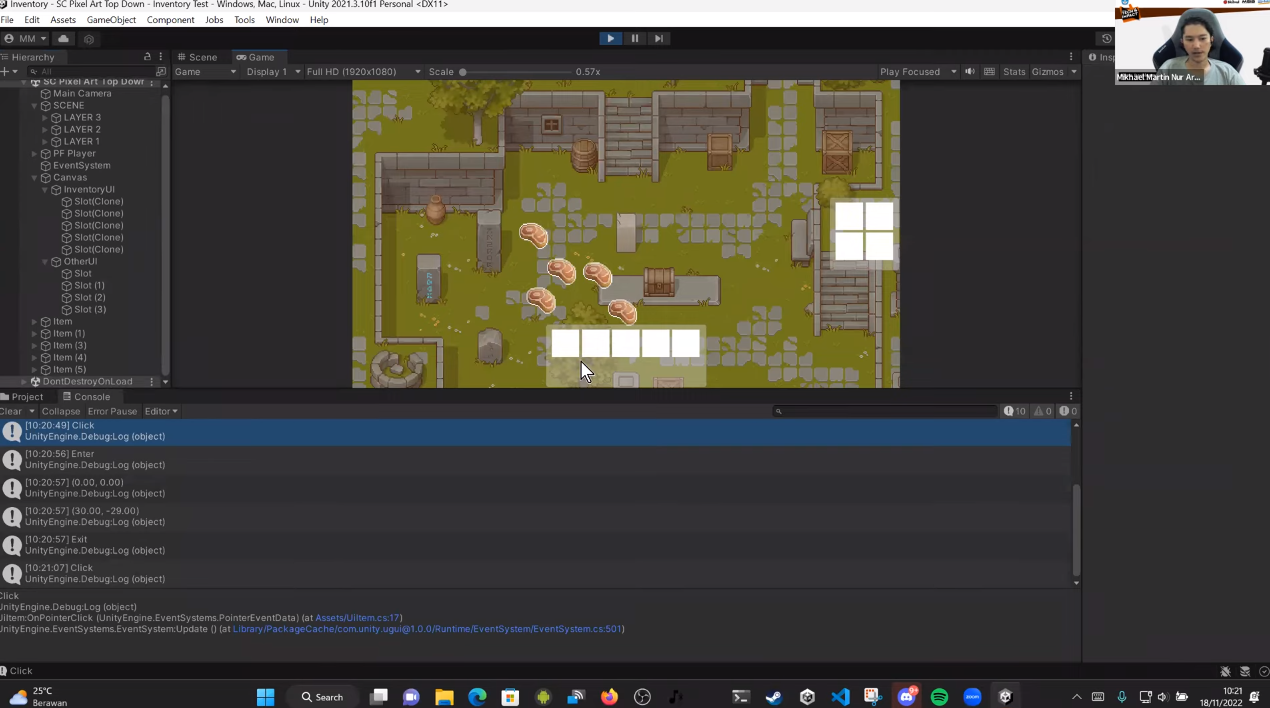 Inventory - SC Pixel Art Top Down - Inventory Test - Windows, Mac, Linux - Unity 2021.3.10f1 Personal <DX11>
File Edit Assets GameObject Component Jobs Tools Window Help
MM
Hierarchy Scene Game
All Game Display 1 Full HD (1920x1080) Scale 0.57x Play Focused Stats Gizmos
SC Pixel Art Top Down
Main Camera
SCENE
LAYER 3
LAYER 2
LAYER 1
PF Player
EventSystem
Canvas
InventoryUI
Slot(Clone)
Slot(Clone)
Slot(Clone)
Slot(Clone)
Slot(Clone)
OtherUI
Slot
Slot (1)
Slot (2)
Slot (3)
Item
Item (1)
Item (3)
Item (4)
Item (5)
DontDestroyOnLoad
Mikhael Martin Nur Ar...
Project Console
Clear Collapse Error Pause Editor 10 0 0
[10:20:49] Click
UnityEngine.Debug:Log (object)
[10:20:56] Enter
UnityEngine.Debug:Log (object)
[10:20:57] (0.00, 0.00)
UnityEngine.Debug:Log (object)
[10:20:57] (30.00, -29.00)
UnityEngine.Debug:Log (object)
[10:20:57] Exit
UnityEngine.Debug:Log (object)
[10:21:07] Click
UnityEngine.Debug:Log (object)
Click
UnityEngine.Debug:Log (object)
UiItem:OnPointerClick (UnityEngine.EventSystems.PointerEventData) (at Assets/UiItem.cs:17)
UnityEngine.EventSystems.EventSystem:Update () (at Library/PackageCache/com.unity.ugui@1.0.0/Runtime/EventSystem/EventSystem.cs:501)
Click
25°C
Berawan
Search
zoom
10:21
18/11/2022